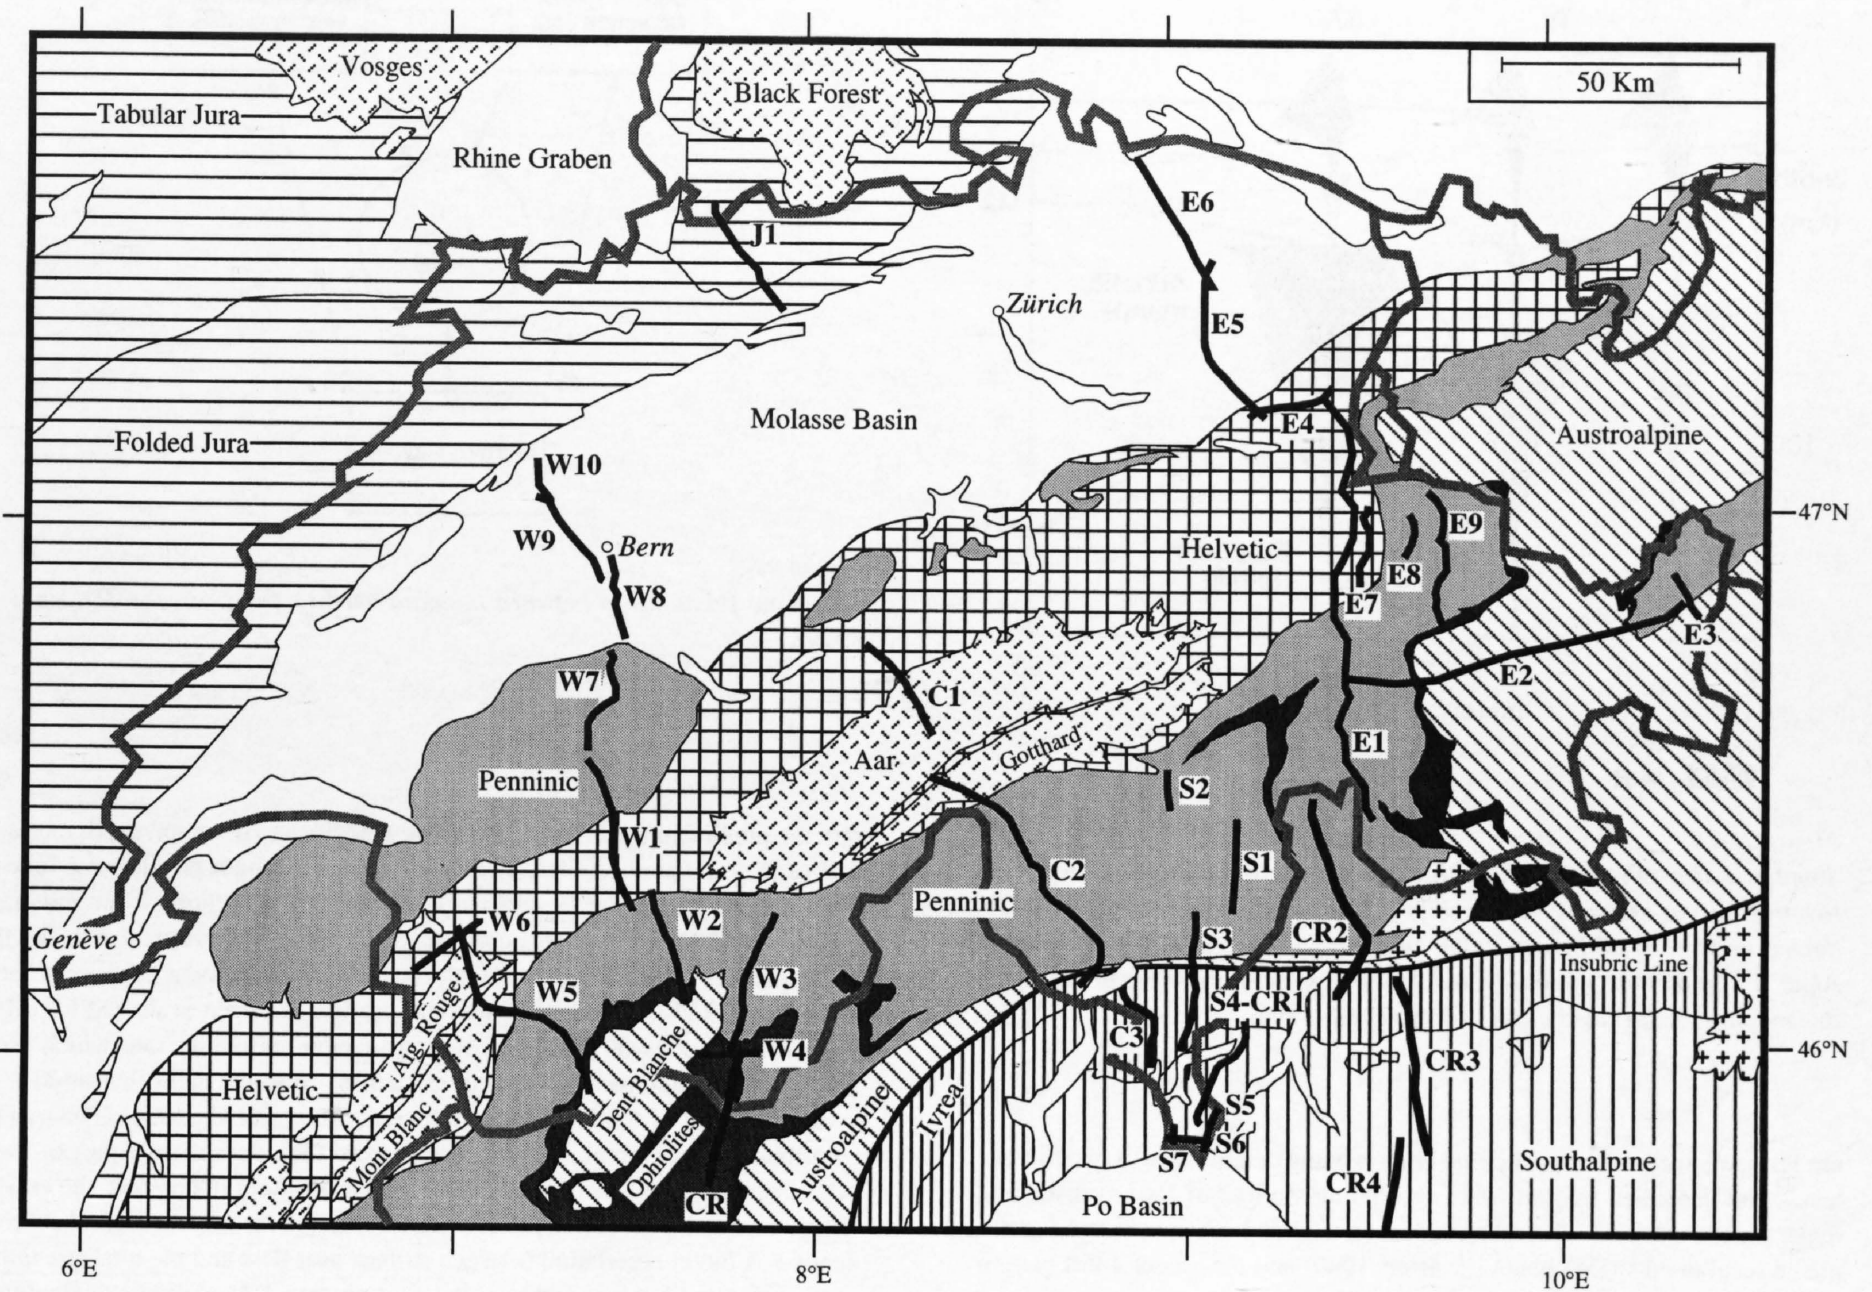 Vosges
Black Forest
50 Km
Tabular Jura
Rhine Graben
E6
J1
Zürich
E5
Molasse Basin
E4
Austroalpine
Folded Jura
W10
47°N
E9
W9
Bern
Helvetic
E8
W8
E7
E3
W7
C1
E2
E1
Gotthard
Aar
Penninic
S2
W1
S1
C2
Penninic
W2
W6
CR2
Genève
S3
Insubric Line
W3
W5
S4-CR1
Aig. Rouges
C3
W4
46°N
CR3
Dent Blanche
Helvetic
Ivrea
S5
Mont Blanc
Austroalpine
S6
Ophiolites
S7
Southalpine
CR4
CR
Po Basin
6°E
8°E
10°E